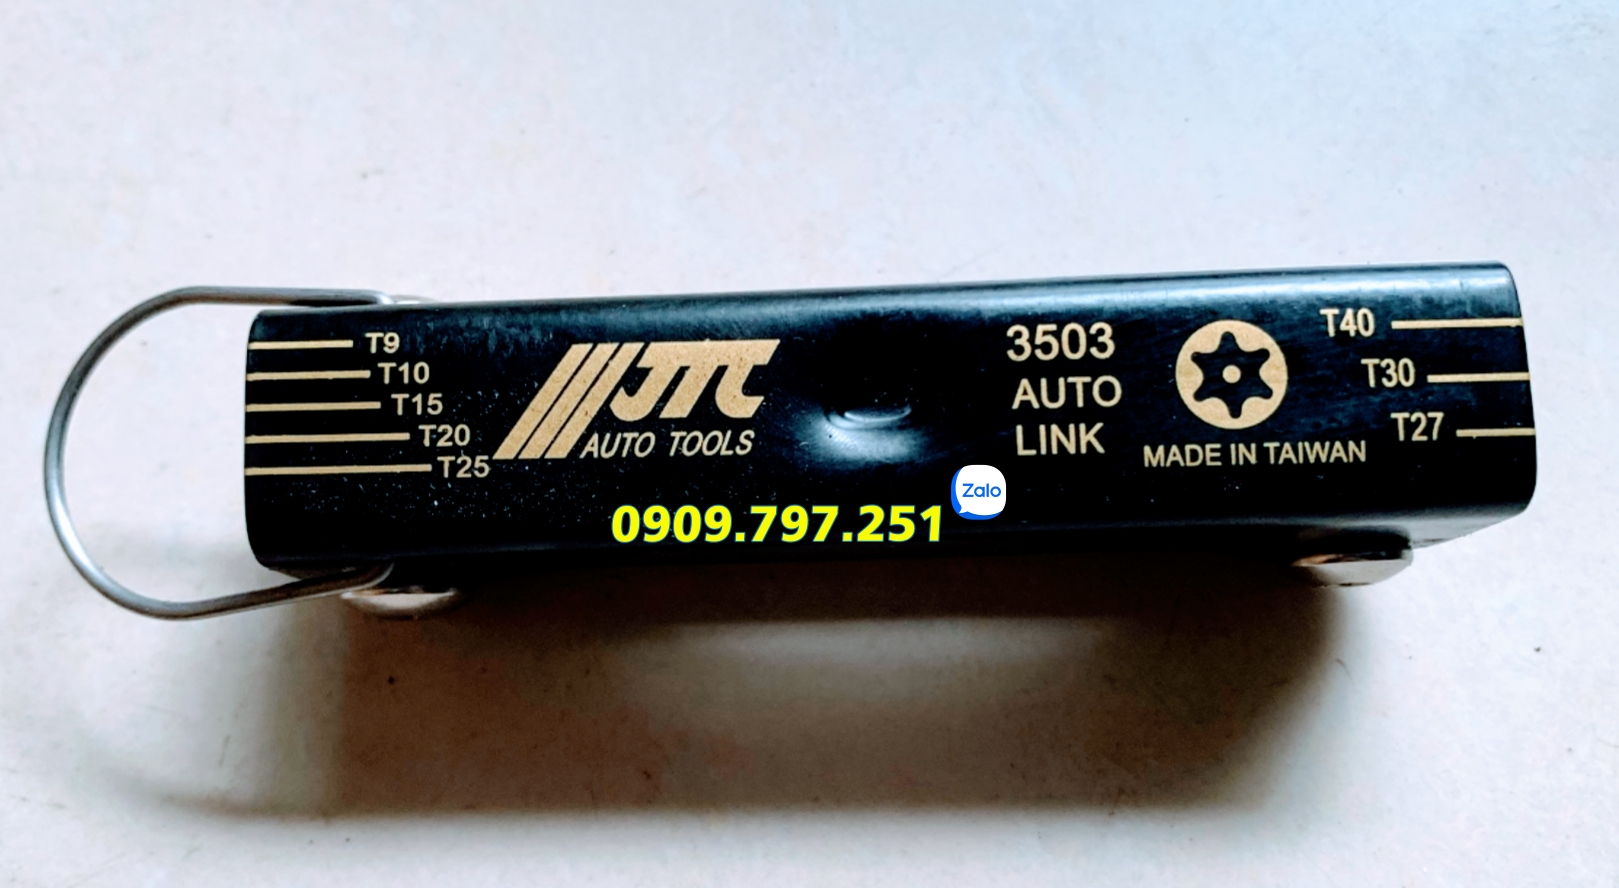 T9
T10
T15
T20
T25
JTC
AUTO TOOLS
3503
AUTO
LINK
MADE IN TAIWAN
T40
T30
T27
0909.797.251
Zalo